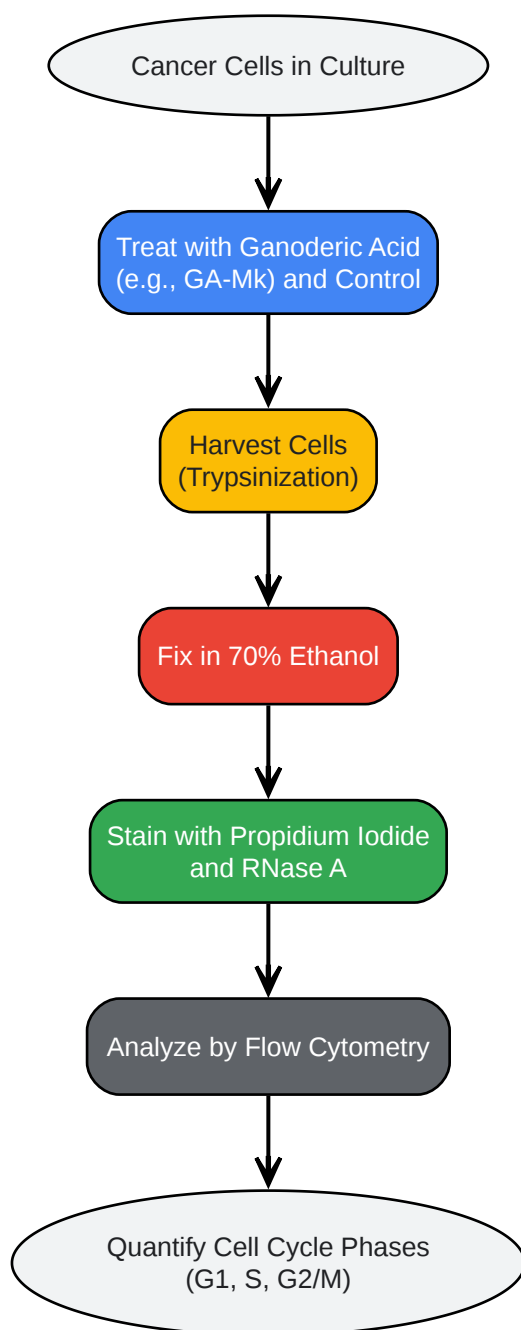 Cancer Cells in Culture
Treat with Ganoderic Acid
(e.g., GA-Mk) and Control
Harvest Cells
(Trypsinization)
Fix in 70% Ethanol
Stain with Propidium Iodide
and RNase A
Analyze by Flow Cytometry
Quantify Cell Cycle Phases
(G1, S, G2/M)